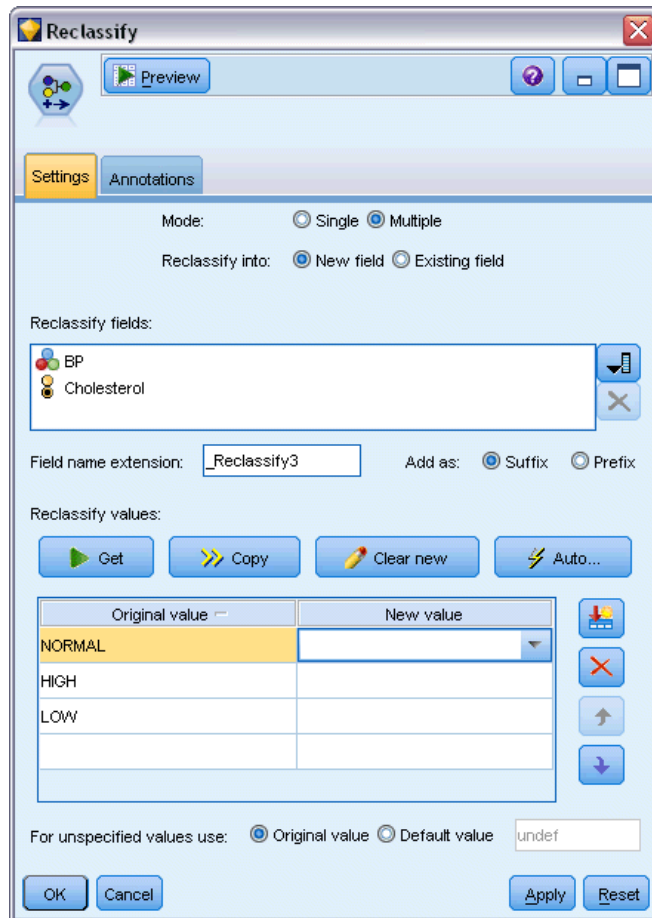 Reclassify
Preview
Settings Annotations
Mode: Single Multiple
Reclassify into: New field Existing field
Reclassify fields:
BP
Cholesterol
Field name extension: _Reclassify3 Add as: Suffix Prefix
Reclassify values:
Get Copy Clear new Auto...
Original value New value
NORMAL
HIGH
LOW
For unspecified values use: Original value Default value undef
OK Cancel Apply Reset